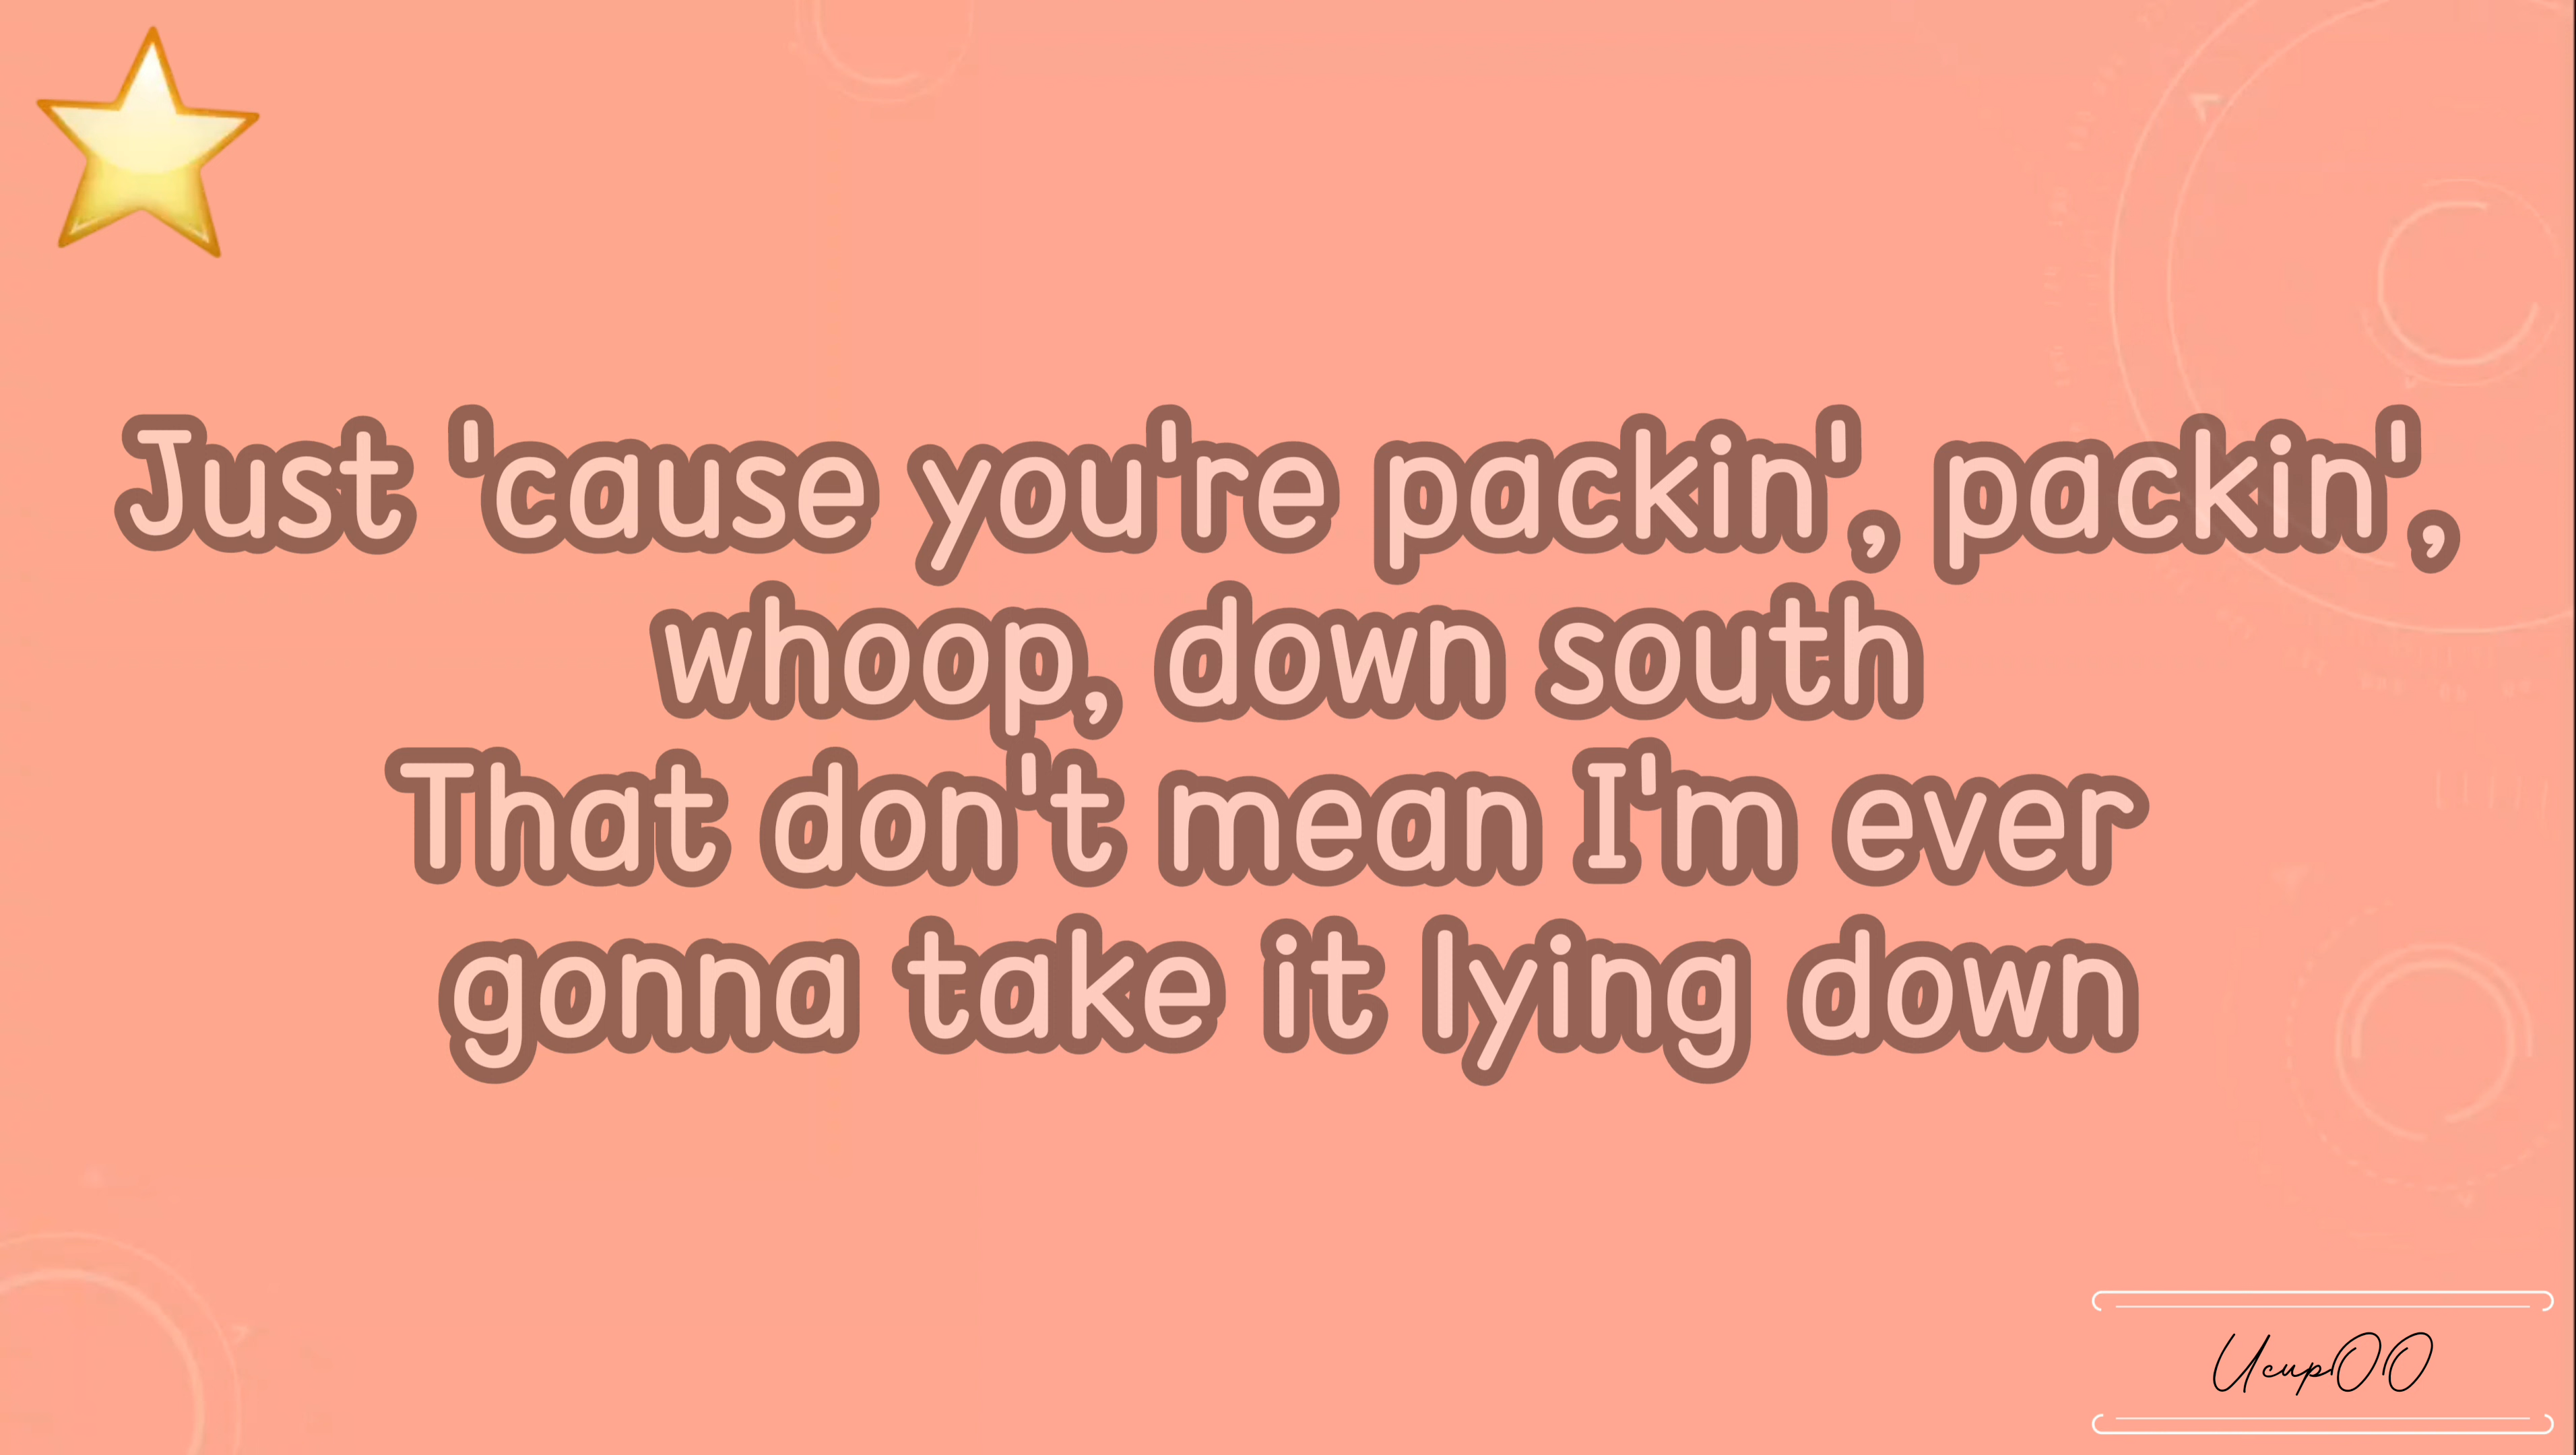 Just 'cause you're packin', packin',
whoop, down south
That don't mean I'm ever
gonna take it lying down
Ucup00